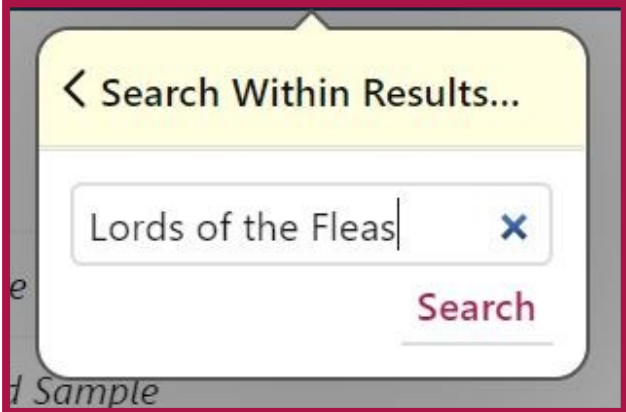 Search Within Results...
Lords of the Fleas
e
Search
d Sample